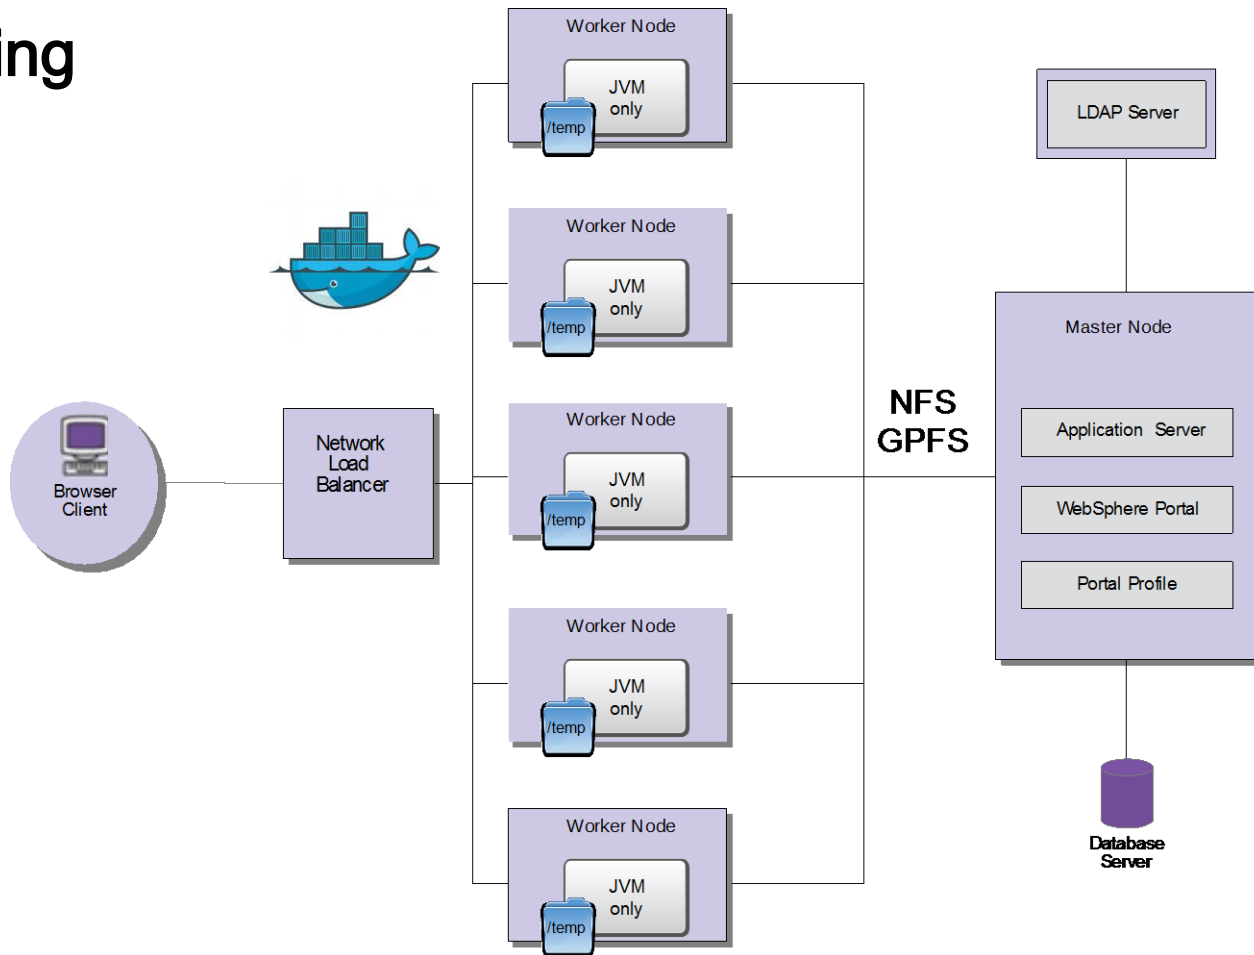 ing
Worker Node
JVM
only
/temp
Worker Node
JVM
only
/temp
Worker Node
JVM
only
/temp
Worker Node
JVM
only
/temp
Worker Node
JVM
only
/temp
Browser
Client
Network
Load
Balancer
NFS
GPFS
LDAP Server
Master Node
Application Server
WebSphere Portal
Portal Profile
Database
Server